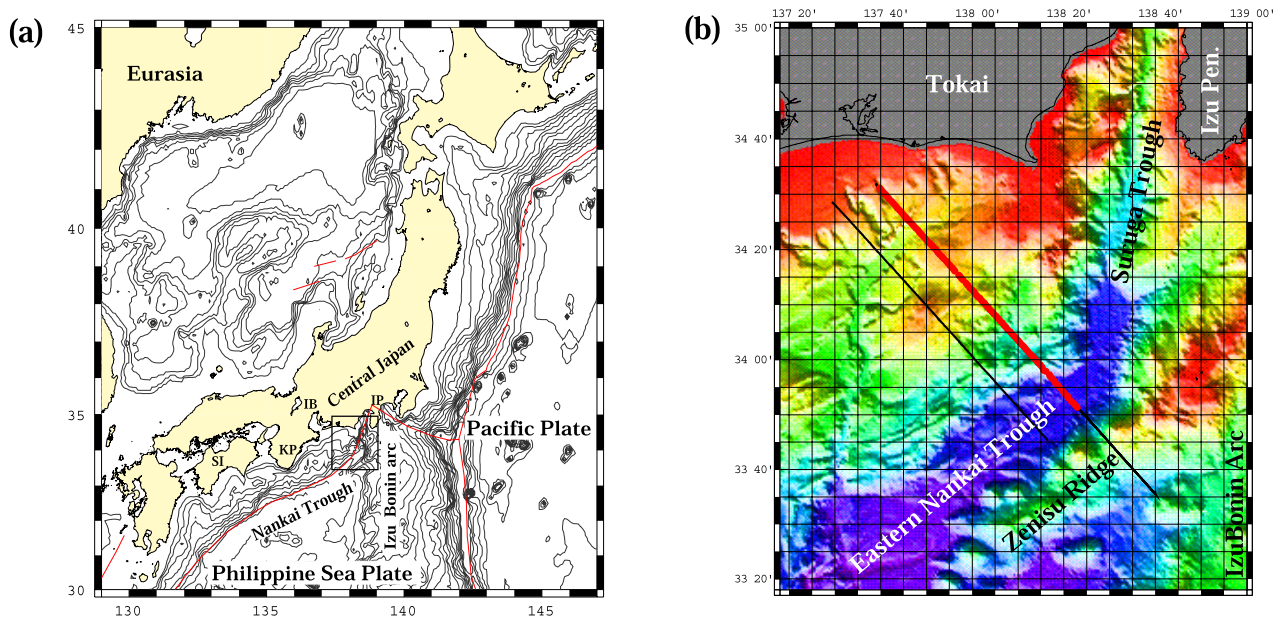 (a)
45
40
35
30
130
135
140
145
Eurasia
Central Japan
IB
IP
KP
SI
Pacific Plate
Nankai Trough
Izu Bonin arc
Philippine Sea Plate
(b)
137 20'
137 40'
138 00'
138 20'
138 40'
139 00'
35 00'
34 40'
34 20'
34 00'
33 40'
33 20'
Tokai
Izu Pen.
Suruga Trough
Eastern Nankai Trough
Zenisu Ridge
IzuBonin Arc